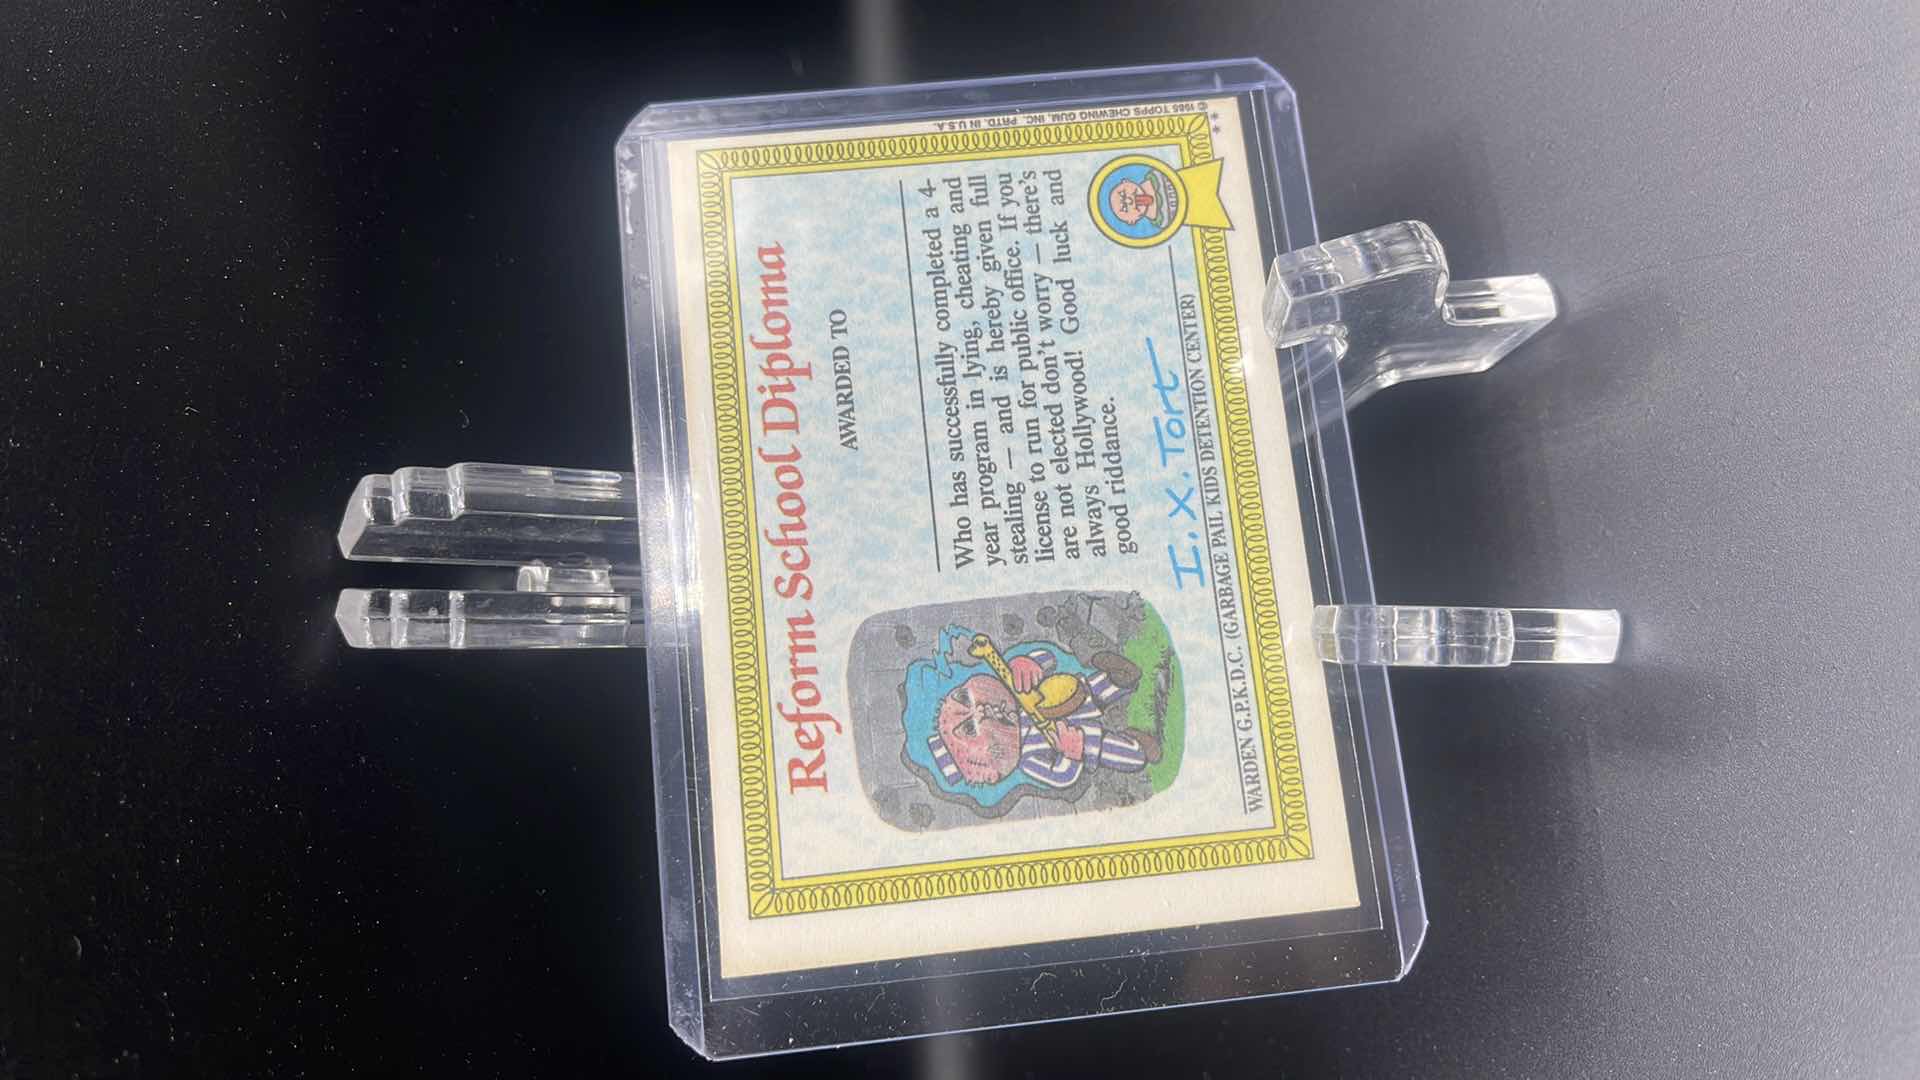 Reform School Diploma
AWARDED TO
Who has successfully completed a 4-
year program in lying, cheating and
stealing — and is hereby given full
license to run for public office. If you
are not elected don't worry — there's
always Hollywood! Good luck and
good riddance.
I. X. Tort
WARDEN G.P.K.D.C. (GARBAGE PAIL KIDS DETENTION CENTER)
**
© 1985 TOPPS CHEWING GUM, INC. PRTD. IN U.S.A.